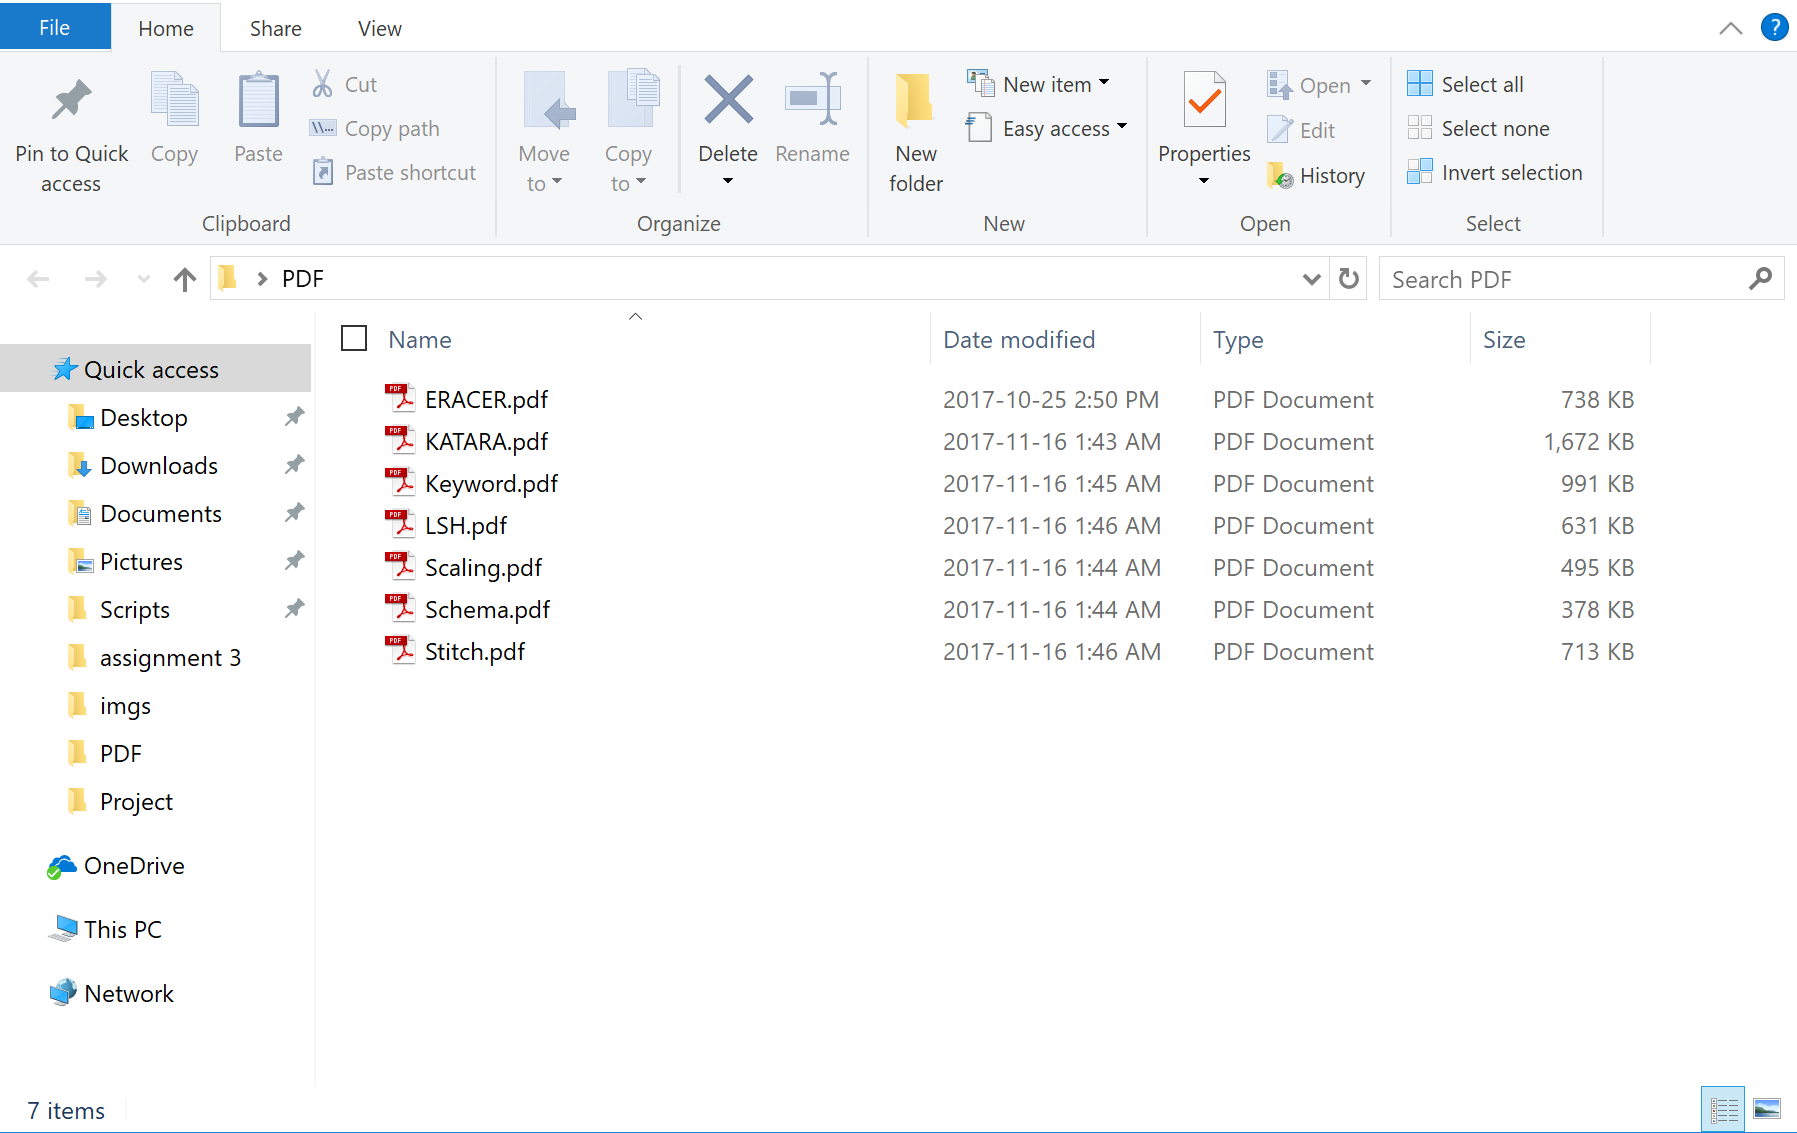 File Home Share View
Pin to Quick access
Copy
Paste
Cut
Copy path
Paste shortcut
Clipboard
Move to
Copy to
Delete
Rename
Organize
New folder
New item
Easy access
New
Properties
Open
Edit
History
Open
Select all
Select none
Invert selection
Select
PDF
Search PDF
Quick access
Desktop
Downloads
Documents
Pictures
Scripts
assignment 3
imgs
PDF
Project
OneDrive
This PC
Network
Name Date modified Type Size
ERACER.pdf 2017-10-25 2:50 PM PDF Document 738 KB
KATARA.pdf 2017-11-16 1:43 AM PDF Document 1,672 KB
Keyword.pdf 2017-11-16 1:45 AM PDF Document 991 KB
LSH.pdf 2017-11-16 1:46 AM PDF Document 631 KB
Scaling.pdf 2017-11-16 1:44 AM PDF Document 495 KB
Schema.pdf 2017-11-16 1:44 AM PDF Document 378 KB
Stitch.pdf 2017-11-16 1:46 AM PDF Document 713 KB
7 items